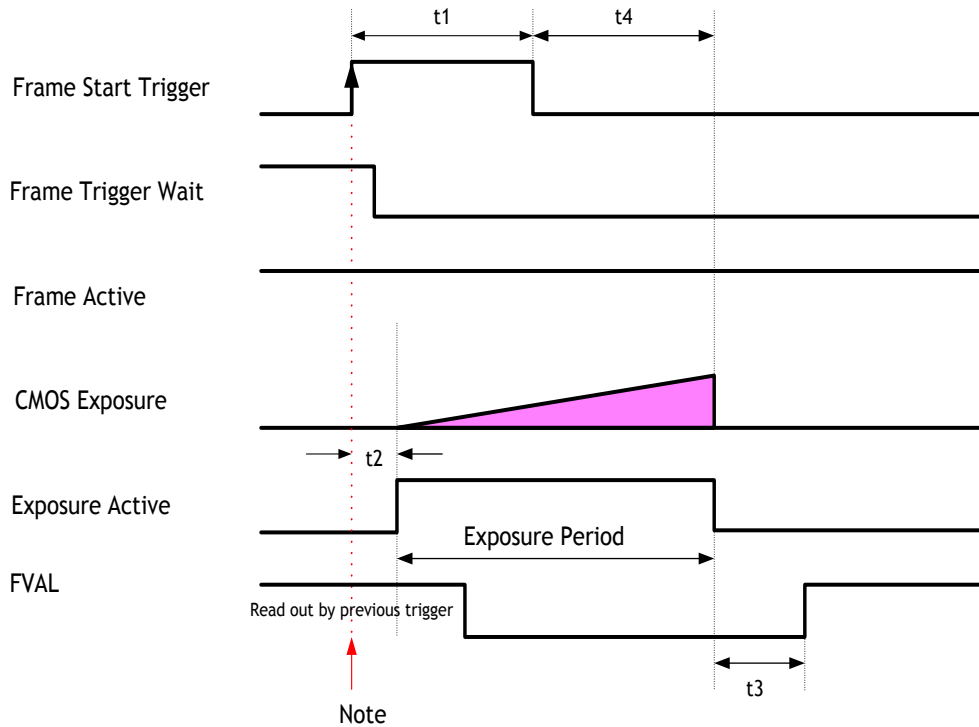 t1
t4
Frame Start Trigger
Frame Trigger Wait
Frame Active
CMOS Exposure
t2
Exposure Active
Exposure Period
FVAL
Read out by previous trigger
t3
Note